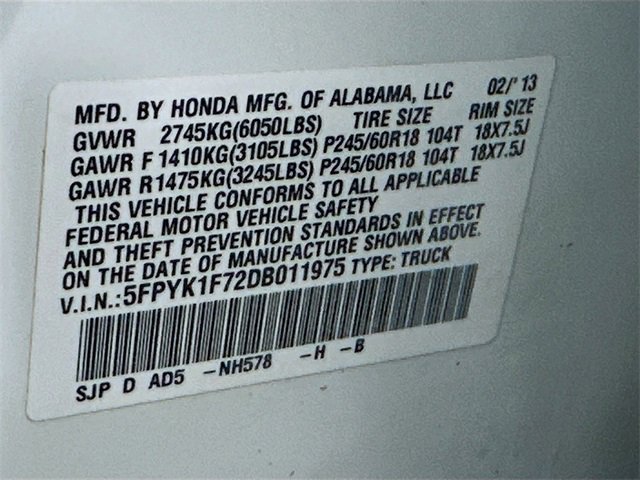 MFD. BY HONDA MFG. OF ALABAMA, LLC 02/'13
GVWR 2745KG(6050LBS) TIRE SIZE RIM SIZE
GAWR F 1410KG(3105LBS) P245/60R18 104T 18X7.5J
GAWR R1475KG(3245LBS) P245/60R18 104T 18X7.5J
THIS VEHICLE CONFORMS TO ALL APPLICABLE
FEDERAL MOTOR VEHICLE SAFETY
AND THEFT PREVENTION STANDARDS IN EFFECT
ON THE DATE OF MANUFACTURE SHOWN ABOVE.
V.I.N.:5FPYK1F72DB011975 TYPE: TRUCK
SJP D AD5 -NH578 -H -B